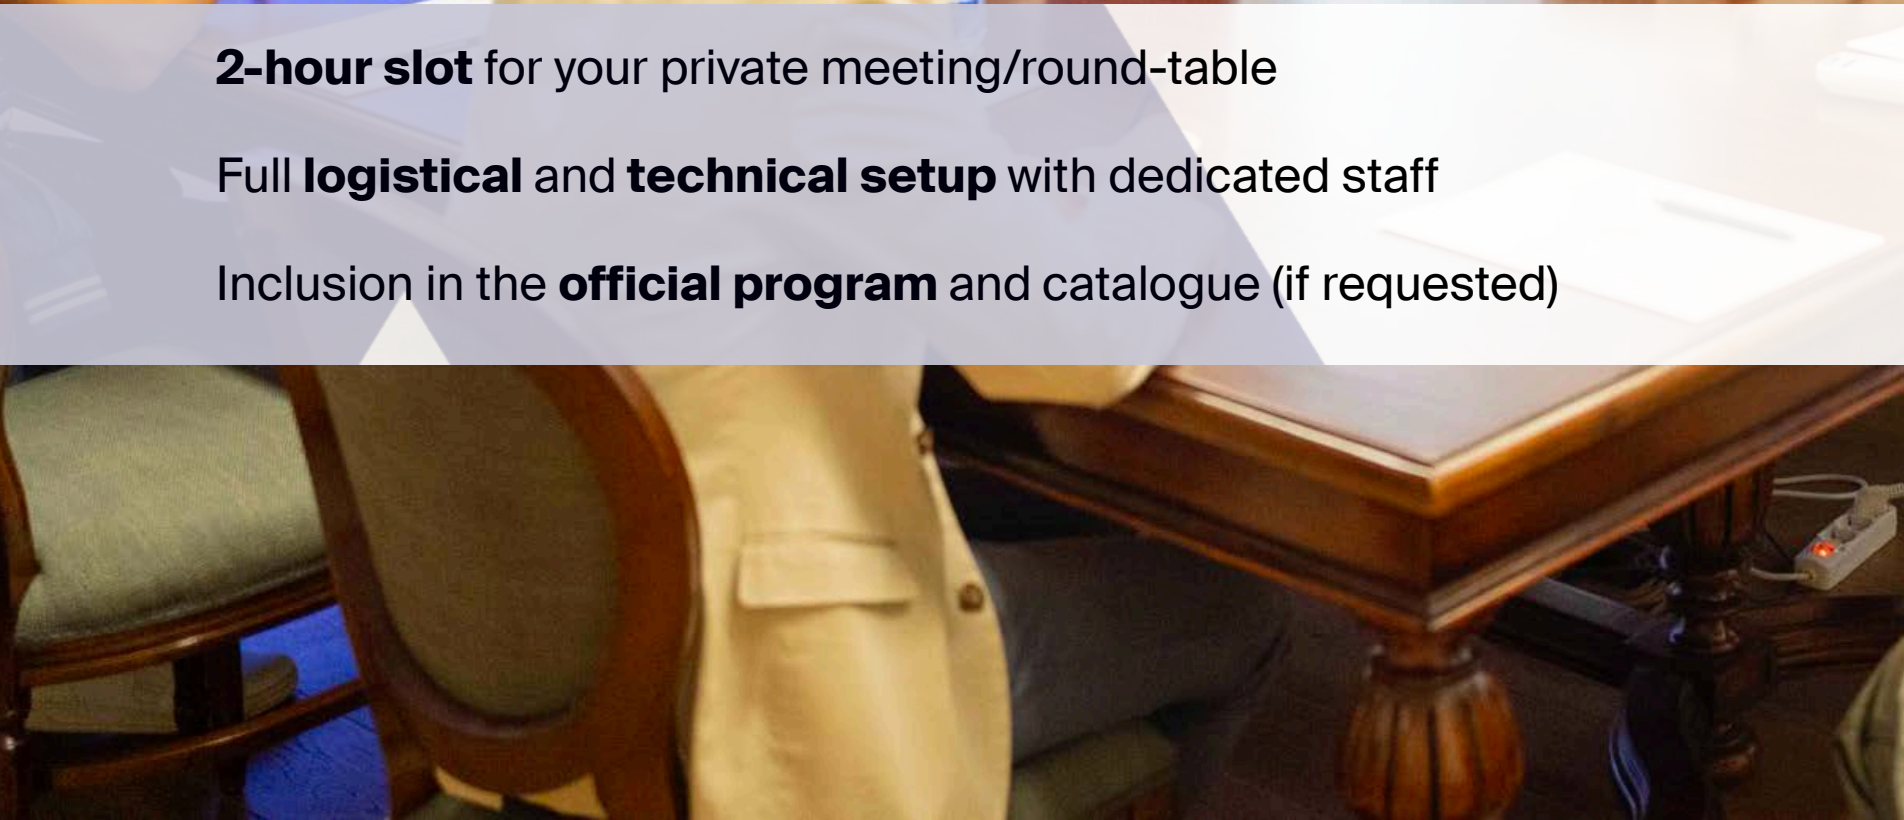 2-hour slot for your private meeting/round-table
Full logistical and technical setup with dedicated staff
Inclusion in the official program and catalogue (if requested)